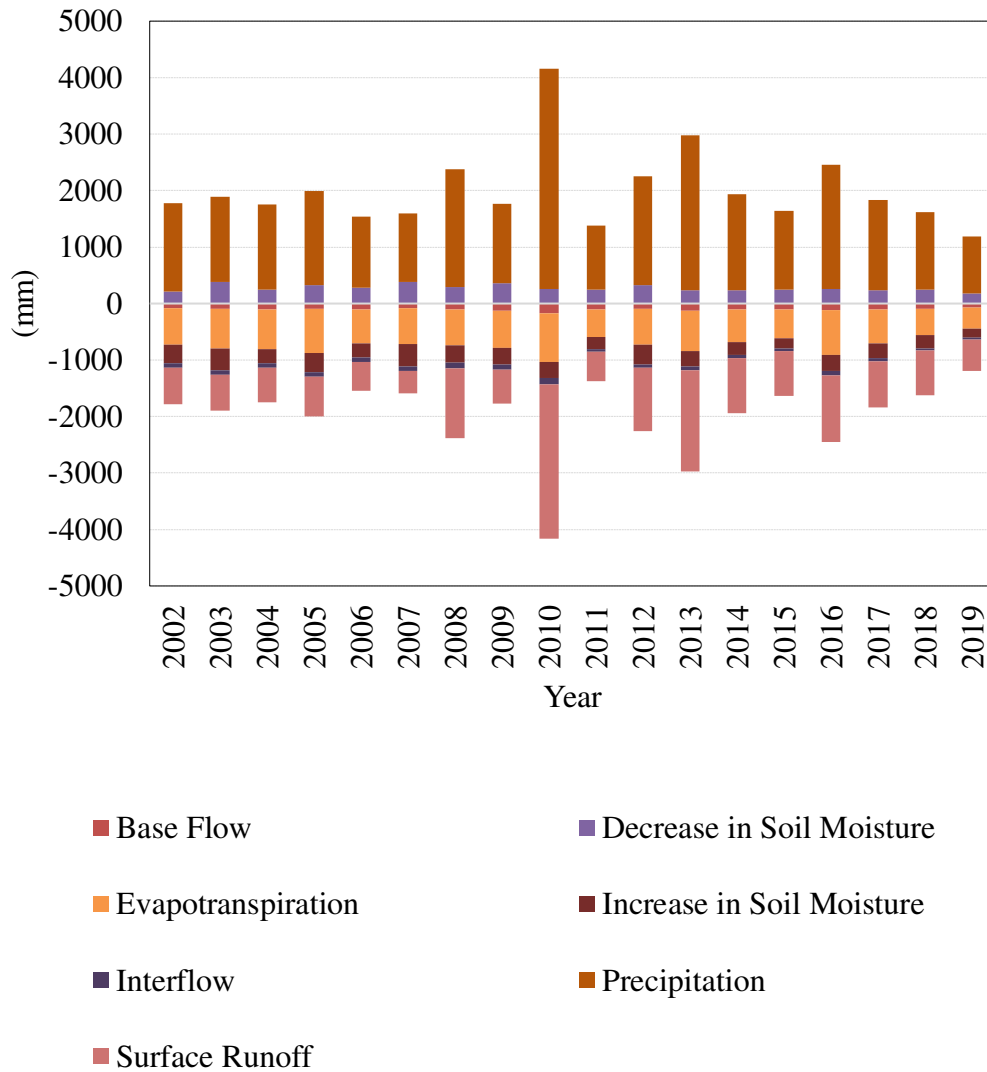 5000
4000
3000
2000
1000
0
-1000
-2000
-3000
-4000
-5000
(mm)
2002 2003 2004 2005 2006 2007 2008 2009 2010 2011 2012 2013 2014 2015 2016 2017 2018 2019
Year
Base Flow Decrease in Soil Moisture
Evapotranspiration Increase in Soil Moisture
Interflow Precipitation
Surface Runoff